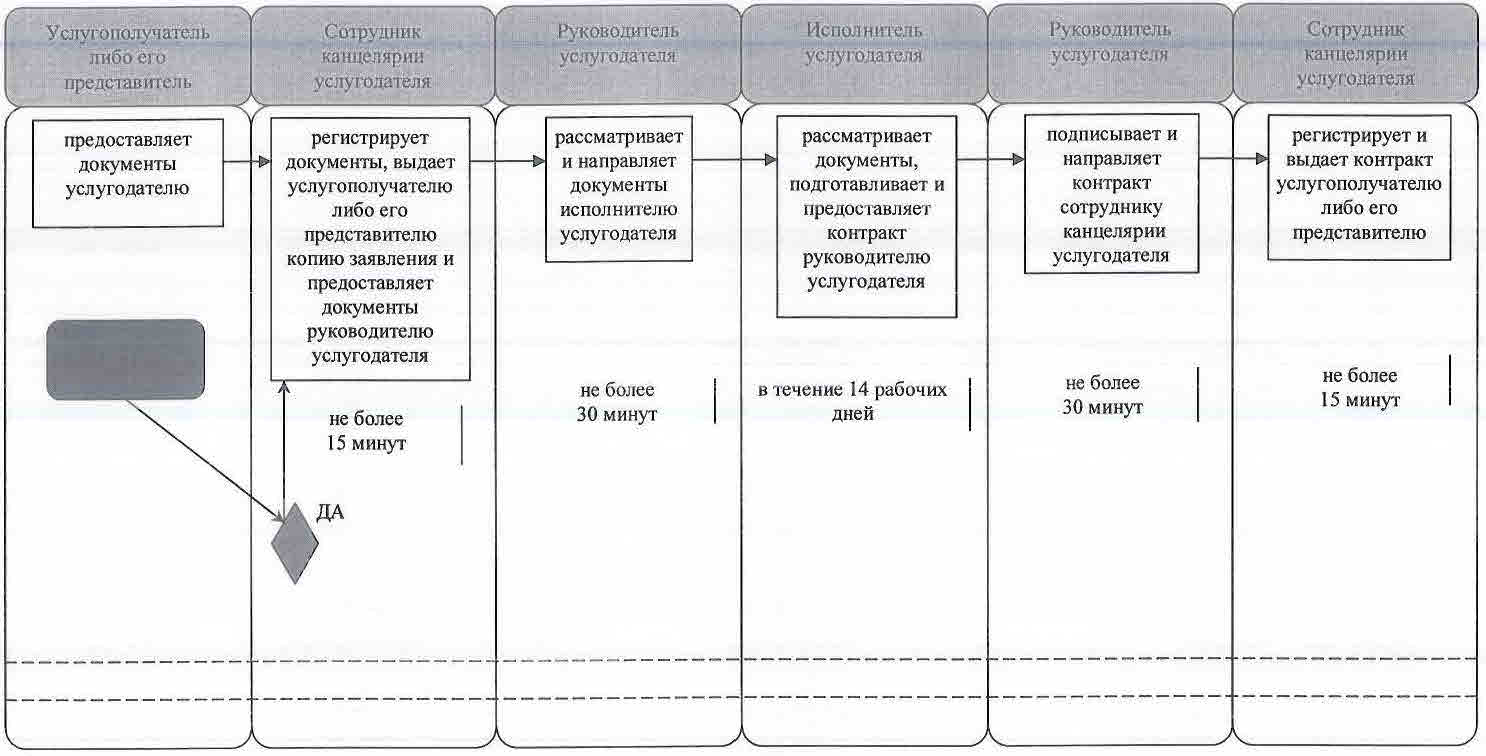 Услугополучатель
либо его
представитель
Сотрудник
канцелярии
услугодателя
Руководитель
услугодателя
Исполнитель
услугодателя
Руководитель
услугодателя
Сотрудник
канцелярии
услугодателя
предоставляет
документы
услугодателю
регистрирует
документы, выдает
услугополучателю
либо его
представителю
копию заявления и
предоставляет
документы
руководителю
услугодателя
рассматривает
и направляет
документы
исполнителю
услугодателя
рассматривает
документы,
подготавливает и
предоставляет
контракт
руководителю
услугодателя
подписывает и
направляет
контракт
сотруднику
канцелярии
услугодателя
регистрирует и
выдает контракт
услугополучателю
либо его
представителю
не более
15 минут
не более
30 минут
в течение 14 рабочих
дней
не более
30 минут
не более
15 минут
ДА